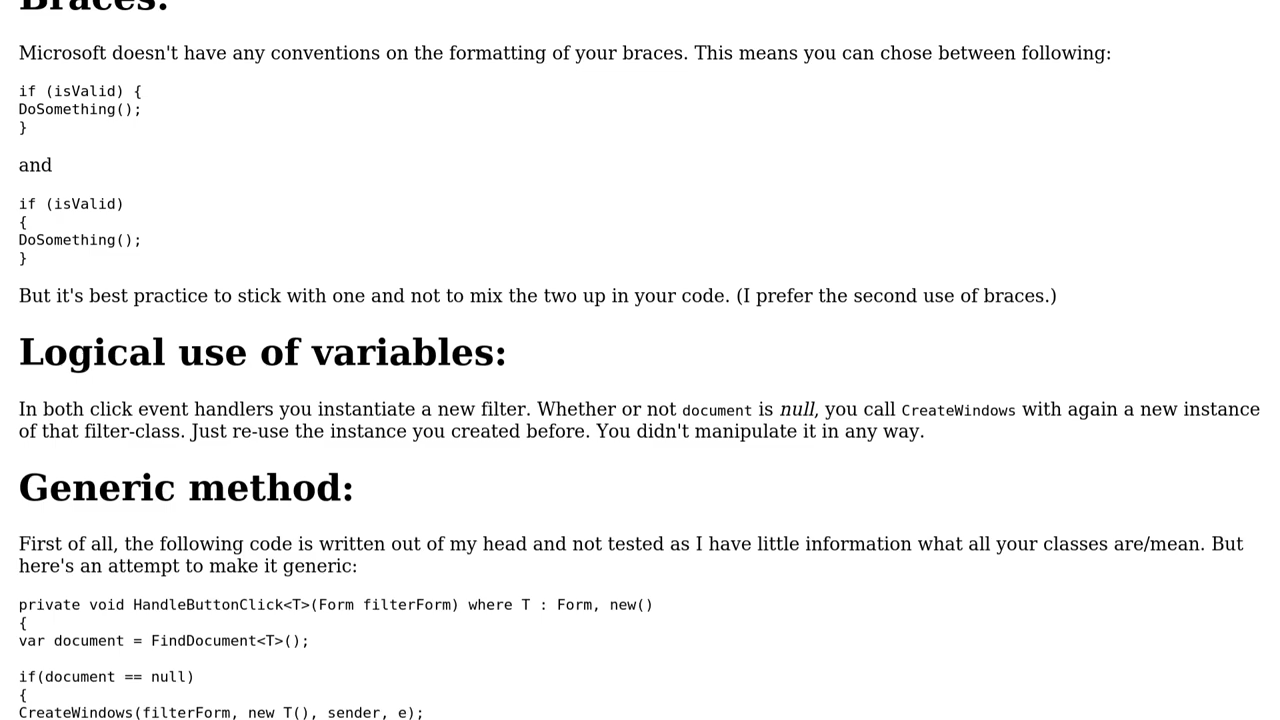 Braces:
Microsoft doesn't have any conventions on the formatting of your braces. This means you can chose between following:
if (isValid) {
DoSomething();
}
and
if (isValid)
{
DoSomething();
}
But it's best practice to stick with one and not to mix the two up in your code. (I prefer the second use of braces.)
Logical use of variables:
In both click event handlers you instantiate a new filter. Whether or not document is null, you call CreateWindows with again a new instance
of that filter-class. Just re-use the instance you created before. You didn't manipulate it in any way.
Generic method:
First of all, the following code is written out of my head and not tested as I have little information what all your classes are/mean. But
here's an attempt to make it generic:
private void HandleButtonClick<T>(Form filterForm) where T : Form, new()
{
var document = FindDocument<T>();
if(document == null)
{
CreateWindows(filterForm, new T(), sender, e);